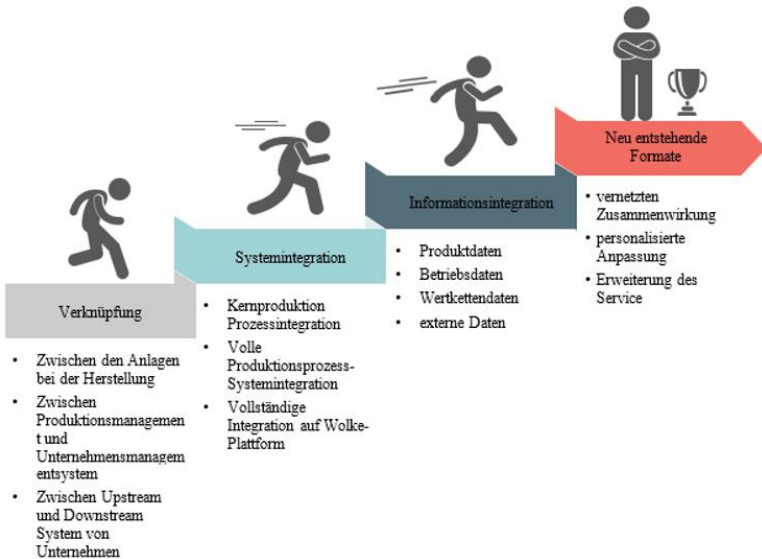 Verknüpfung
• Zwischen den Anlagen
bei der Herstellung
• Zwischen
Produktionsmanagemen
t und
Unternehmensmanagem
entsystem
• Zwischen Upstream
und Downstream
System von
Unternehmen
Systemintegration
• Kernproduktion
Prozessintegration
• Volle
Produktionsprozess-
Systemintegration
• Vollständige
Integration auf Wolke-
Plattform
Informationsintegration
• Produktdaten
• Betriebsdaten
• Wertkettendaten
• externe Daten
Neu entstehende
Formate
• vernetzten
Zusammenwirkung
• personalisierte
Anpassung
• Erweiterung des
Service